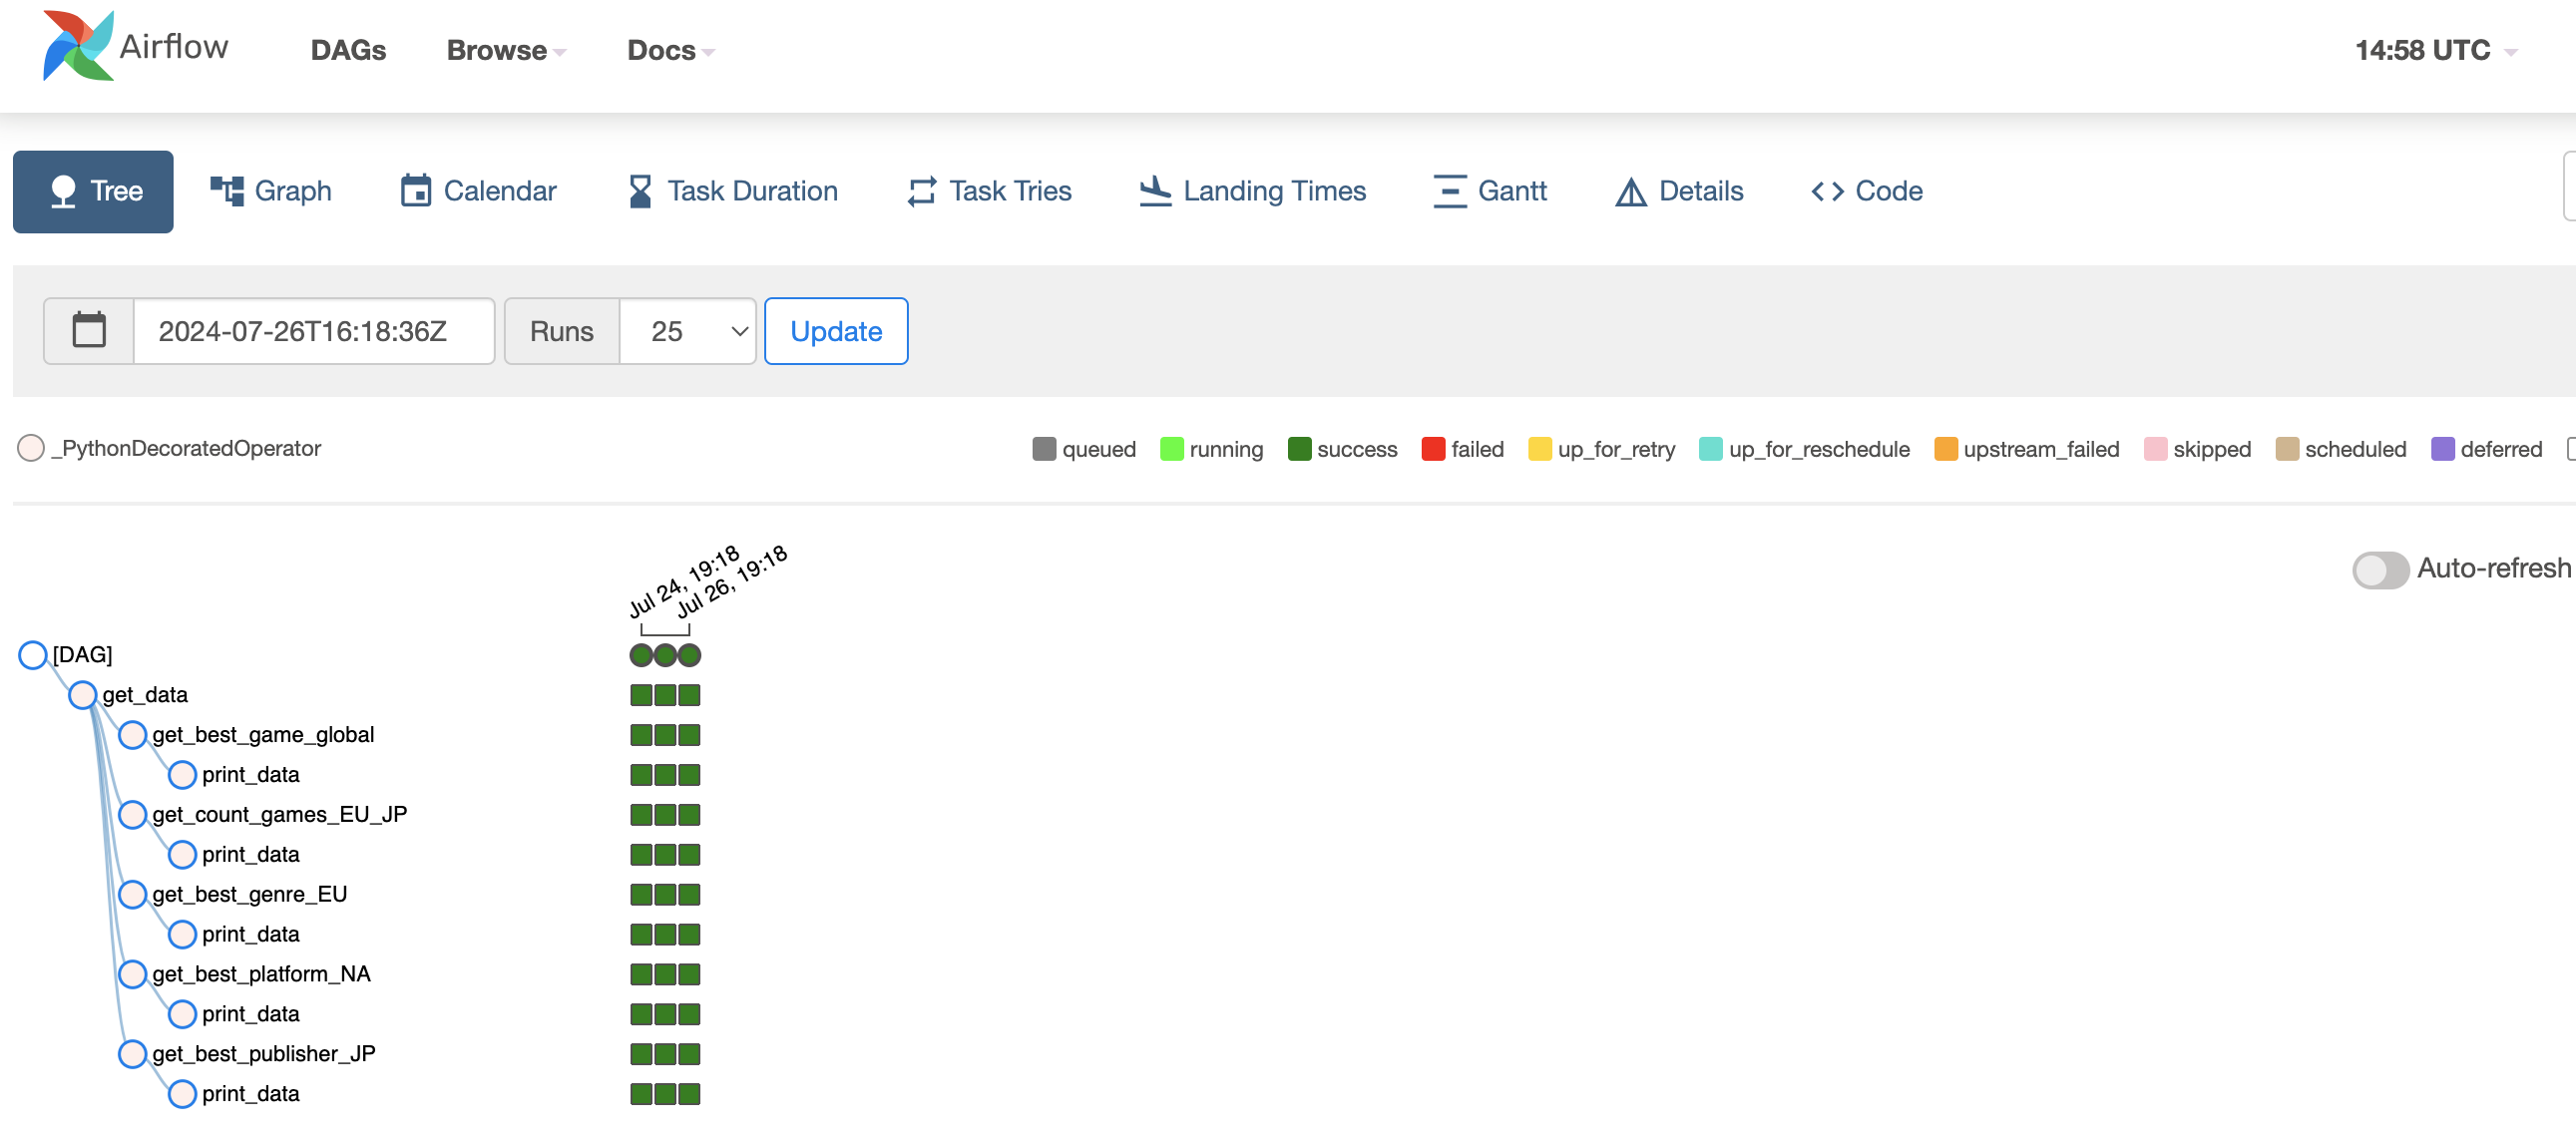 Airflow DAGs Browse Docs 14:58 UTC
Tree Graph Calendar Task Duration Task Tries Landing Times Gantt Details Code
2024-07-26T16:18:36Z Runs 25 Update
_PythonDecoratedOperator queued running success failed up_for_retry up_for_reschedule upstream_failed skipped scheduled deferred
Jul 24, 19:18
Jul 26, 19:18
Auto-refresh
[DAG]
get_data
get_best_game_global
print_data
get_count_games_EU_JP
print_data
get_best_genre_EU
print_data
get_best_platform_NA
print_data
get_best_publisher_JP
print_data